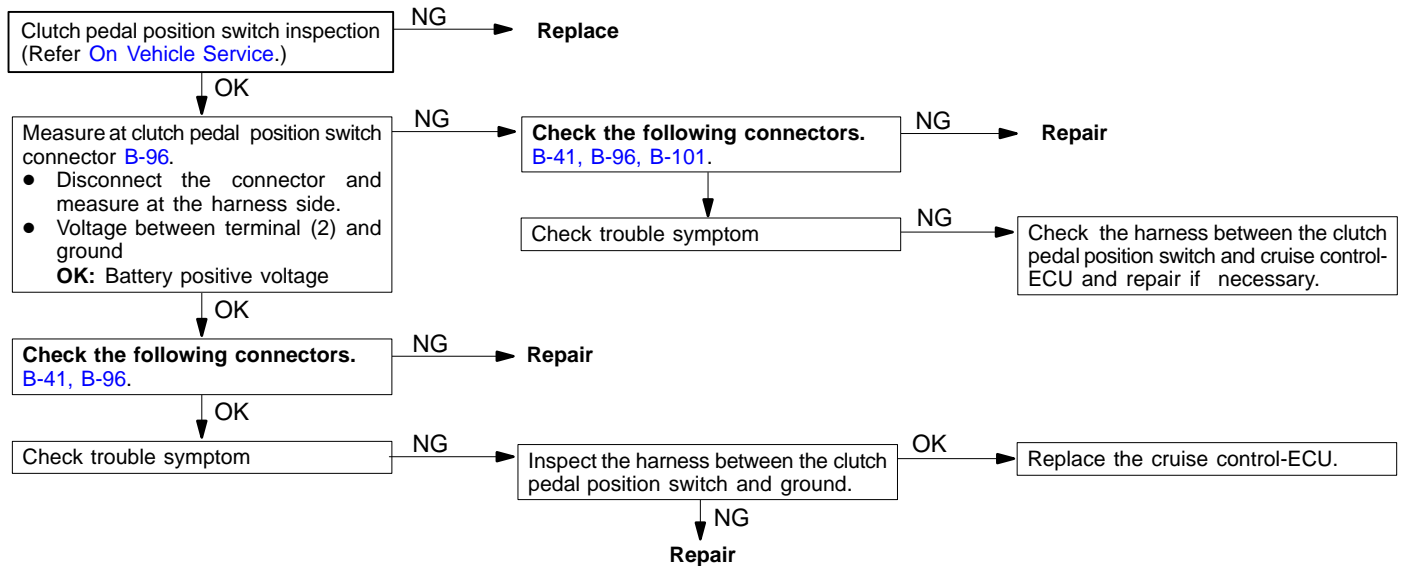 Clutch pedal position switch inspection
(Refer On Vehicle Service.)
NG
Replace
OK
Measure at clutch pedal position switch
connector B-96.
● Disconnect the connector and
measure at the harness side.
● Voltage between terminal (2) and
ground
OK: Battery positive voltage
NG
Check the following connectors.
B-41, B-96, B-101.
NG
Repair
Check trouble symptom
NG
Check the harness between the clutch
pedal position switch and cruise control-
ECU and repair if necessary.
OK
Check the following connectors.
B-41, B-96.
NG
Repair
OK
Check trouble symptom
NG
Inspect the harness between the clutch
pedal position switch and ground.
OK
Replace the cruise control-ECU.
NG
Repair